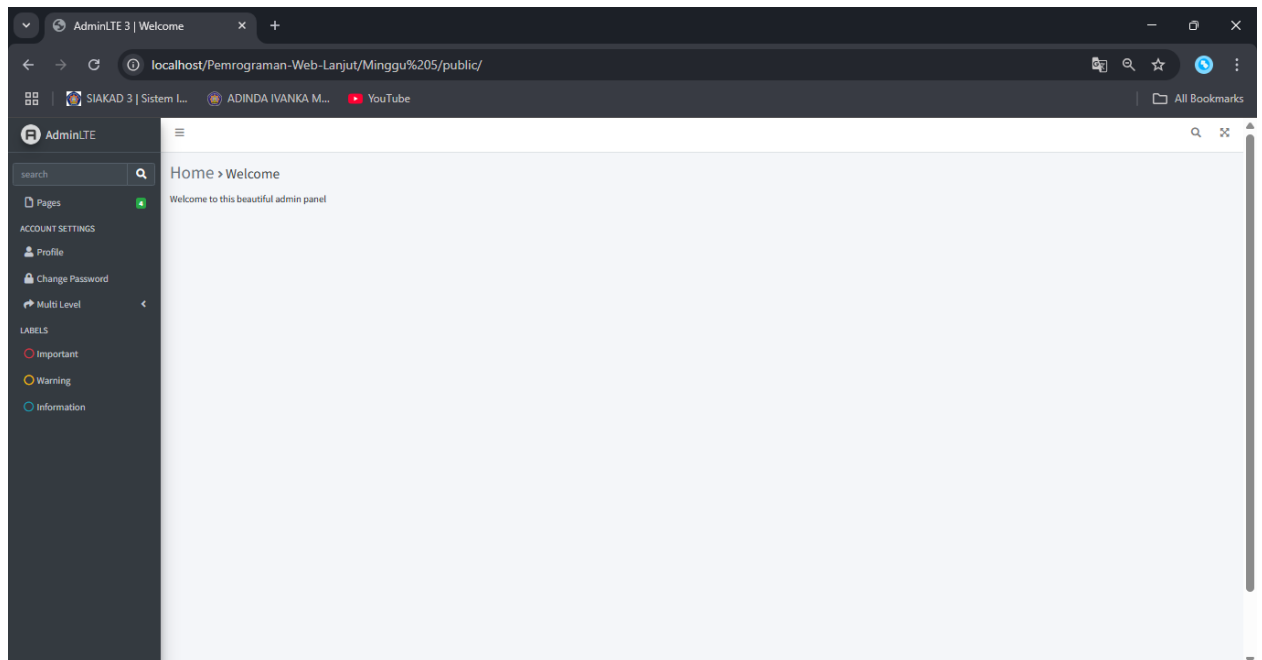 AdminLTE 3 | Welcome
localhost/Pemrograman-Web-Lanjut/Minggu%205/public/
SIAKAD 3 | Sistem I... ADINDA IVANKA M... YouTube All Bookmarks
AdminLTE
search
Home › Welcome
Welcome to this beautiful admin panel
Pages 4
ACCOUNT SETTINGS
Profile
Change Password
Multi Level
LABELS
Important
Warning
Information